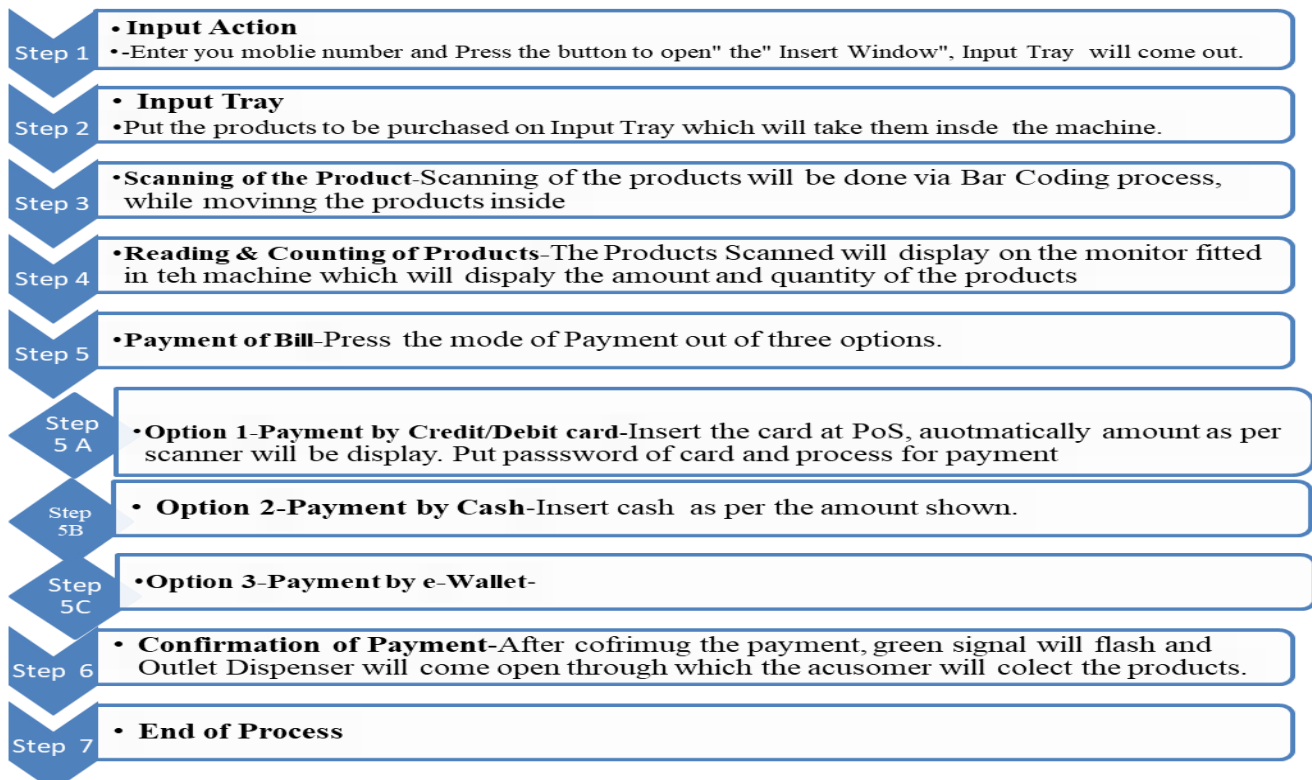 Step 1
• Input Action
•-Enter you moblie number and Press the button to open" the" Insert Window", Input Tray will come out.
Step 2
• Input Tray
•Put the products to be purchased on Input Tray which will take them insde the machine.
Step 3
•Scanning of the Product-Scanning of the products will be done via Bar Coding process,
while movinng the products inside
Step 4
•Reading & Counting of Products-The Products Scanned will display on the monitor fitted
in teh machine which will dispaly the amount and quantity of the products
Step 5
•Payment of Bill-Press the mode of Payment out of three options.
Step
5 A
•Option 1-Payment by Credit/Debit card-Insert the card at PoS, auotmatically amount as per
scanner will be display. Put passsword of card and process for payment
Step
5B
• Option 2-Payment by Cash-Insert cash as per the amount shown.
Step
5C
•Option 3-Payment by e-Wallet-
Step 6
• Confirmation of Payment-After cofrimug the payment, green signal will flash and
Outlet Dispenser will come open through which the acusomer will colect the products.
Step 7
• End of Process